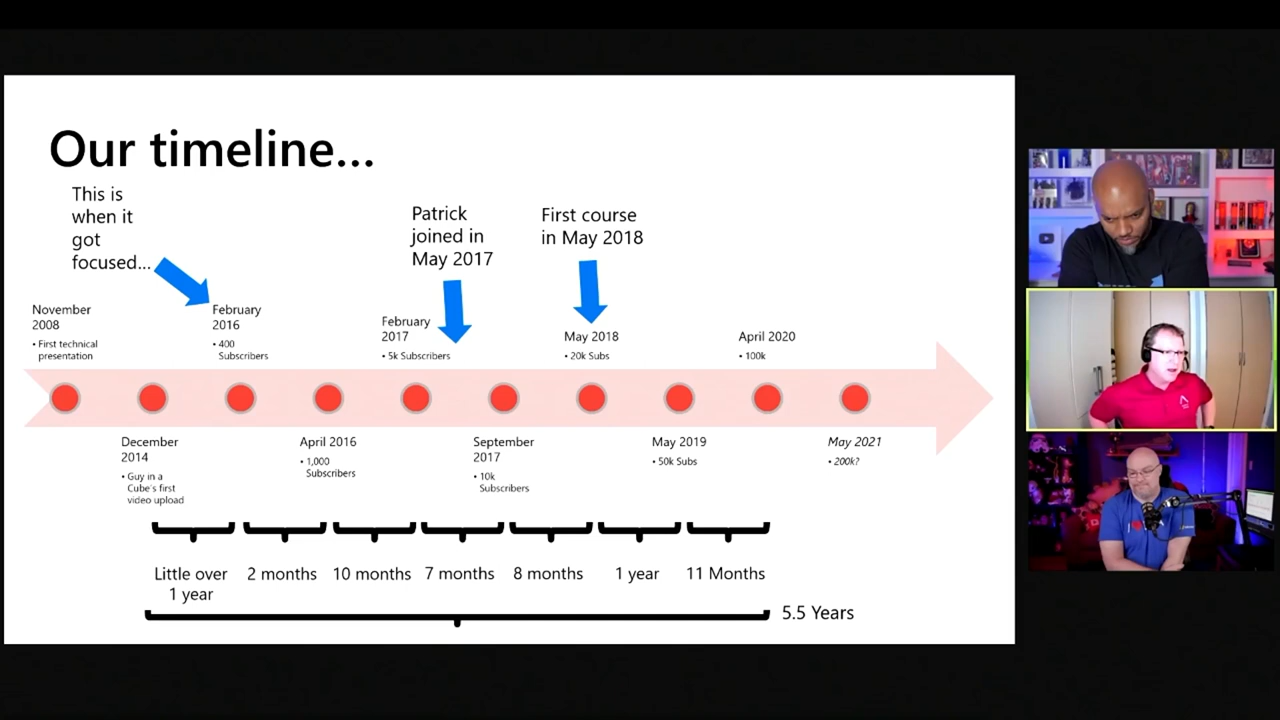 Our timeline...
This is
when it
got
focused...
Patrick
joined in
May 2017
First course
in May 2018
November
2008
• First technical
presentation
February
2016
• 400
Subscribers
February
2017
• 5k Subscribers
May 2018
• 20k Subs
April 2020
• 100k
December
2014
• Guy in a
Cube's first
video upload
April 2016
• 1,000
Subscribers
September
2017
• 10k
Subscribers
May 2019
• 50k Subs
May 2021
• 200k?
Little over
1 year
2 months
10 months
7 months
8 months
1 year
11 Months
5.5 Years